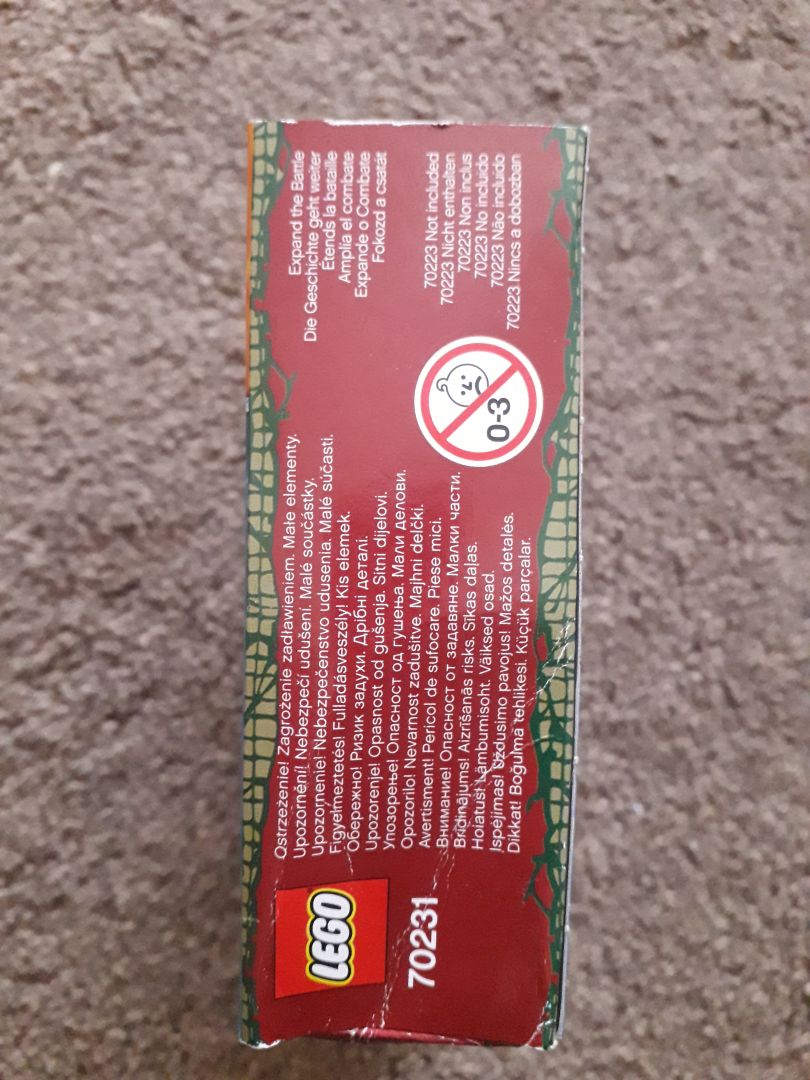 LEGO
70231
Ostrzeżenie! Zagrożenie zadławieniem. Małe elementy.
Upozornění! Nebezpečí udušení. Malé součástky.
Upozornenie! Nebezpečenstvo udusenia. Malé súčasti.
Figyelmeztetés! Fulladásveszély! Kis elemek.
Обережно! Ризик задухи. Дрібні деталі.
Upozorenje! Opasnost od gušenja. Sitni dijelovi.
Упозорење! Опасност од гушења. Мали делови.
Opozorilo! Nevarnost zadušitve. Majhni delčki.
Avertisment! Pericol de sufocare. Piese mici.
Внимание! Опасност от задавяне. Малки части.
Brīdinājums! Aizrīšanās risks. Sīkas daļas.
Hoiatus! Lämbumisoht. Väiksed osad.
Įspėjimas! Uždusimo pavojus! Mažos detalės.
Dikkat! Boğulma tehlikesi. Küçük parçalar.
0-3
Expand the Battle
Die Geschichte geht weiter
Étends la bataille
Amplía el combate
Expande o Combate
Fokozd a csatát
70223 Not included
70223 Nicht enthalten
70223 Non inclus
70223 No incluido
70223 Não incluido
70223 Nincs a dobozban